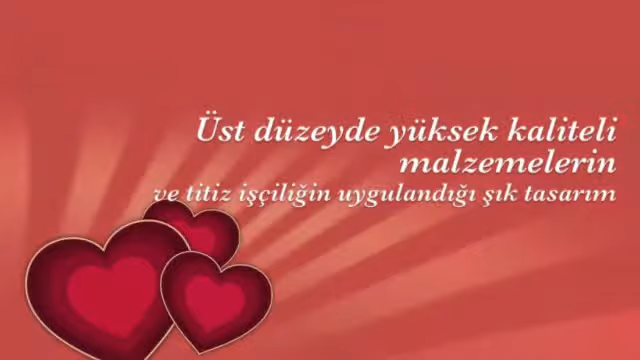 Üst düzeyde yüksek kaliteli
malzemelerin
ve titiz işçiliğin uygulandığı şık tasarım